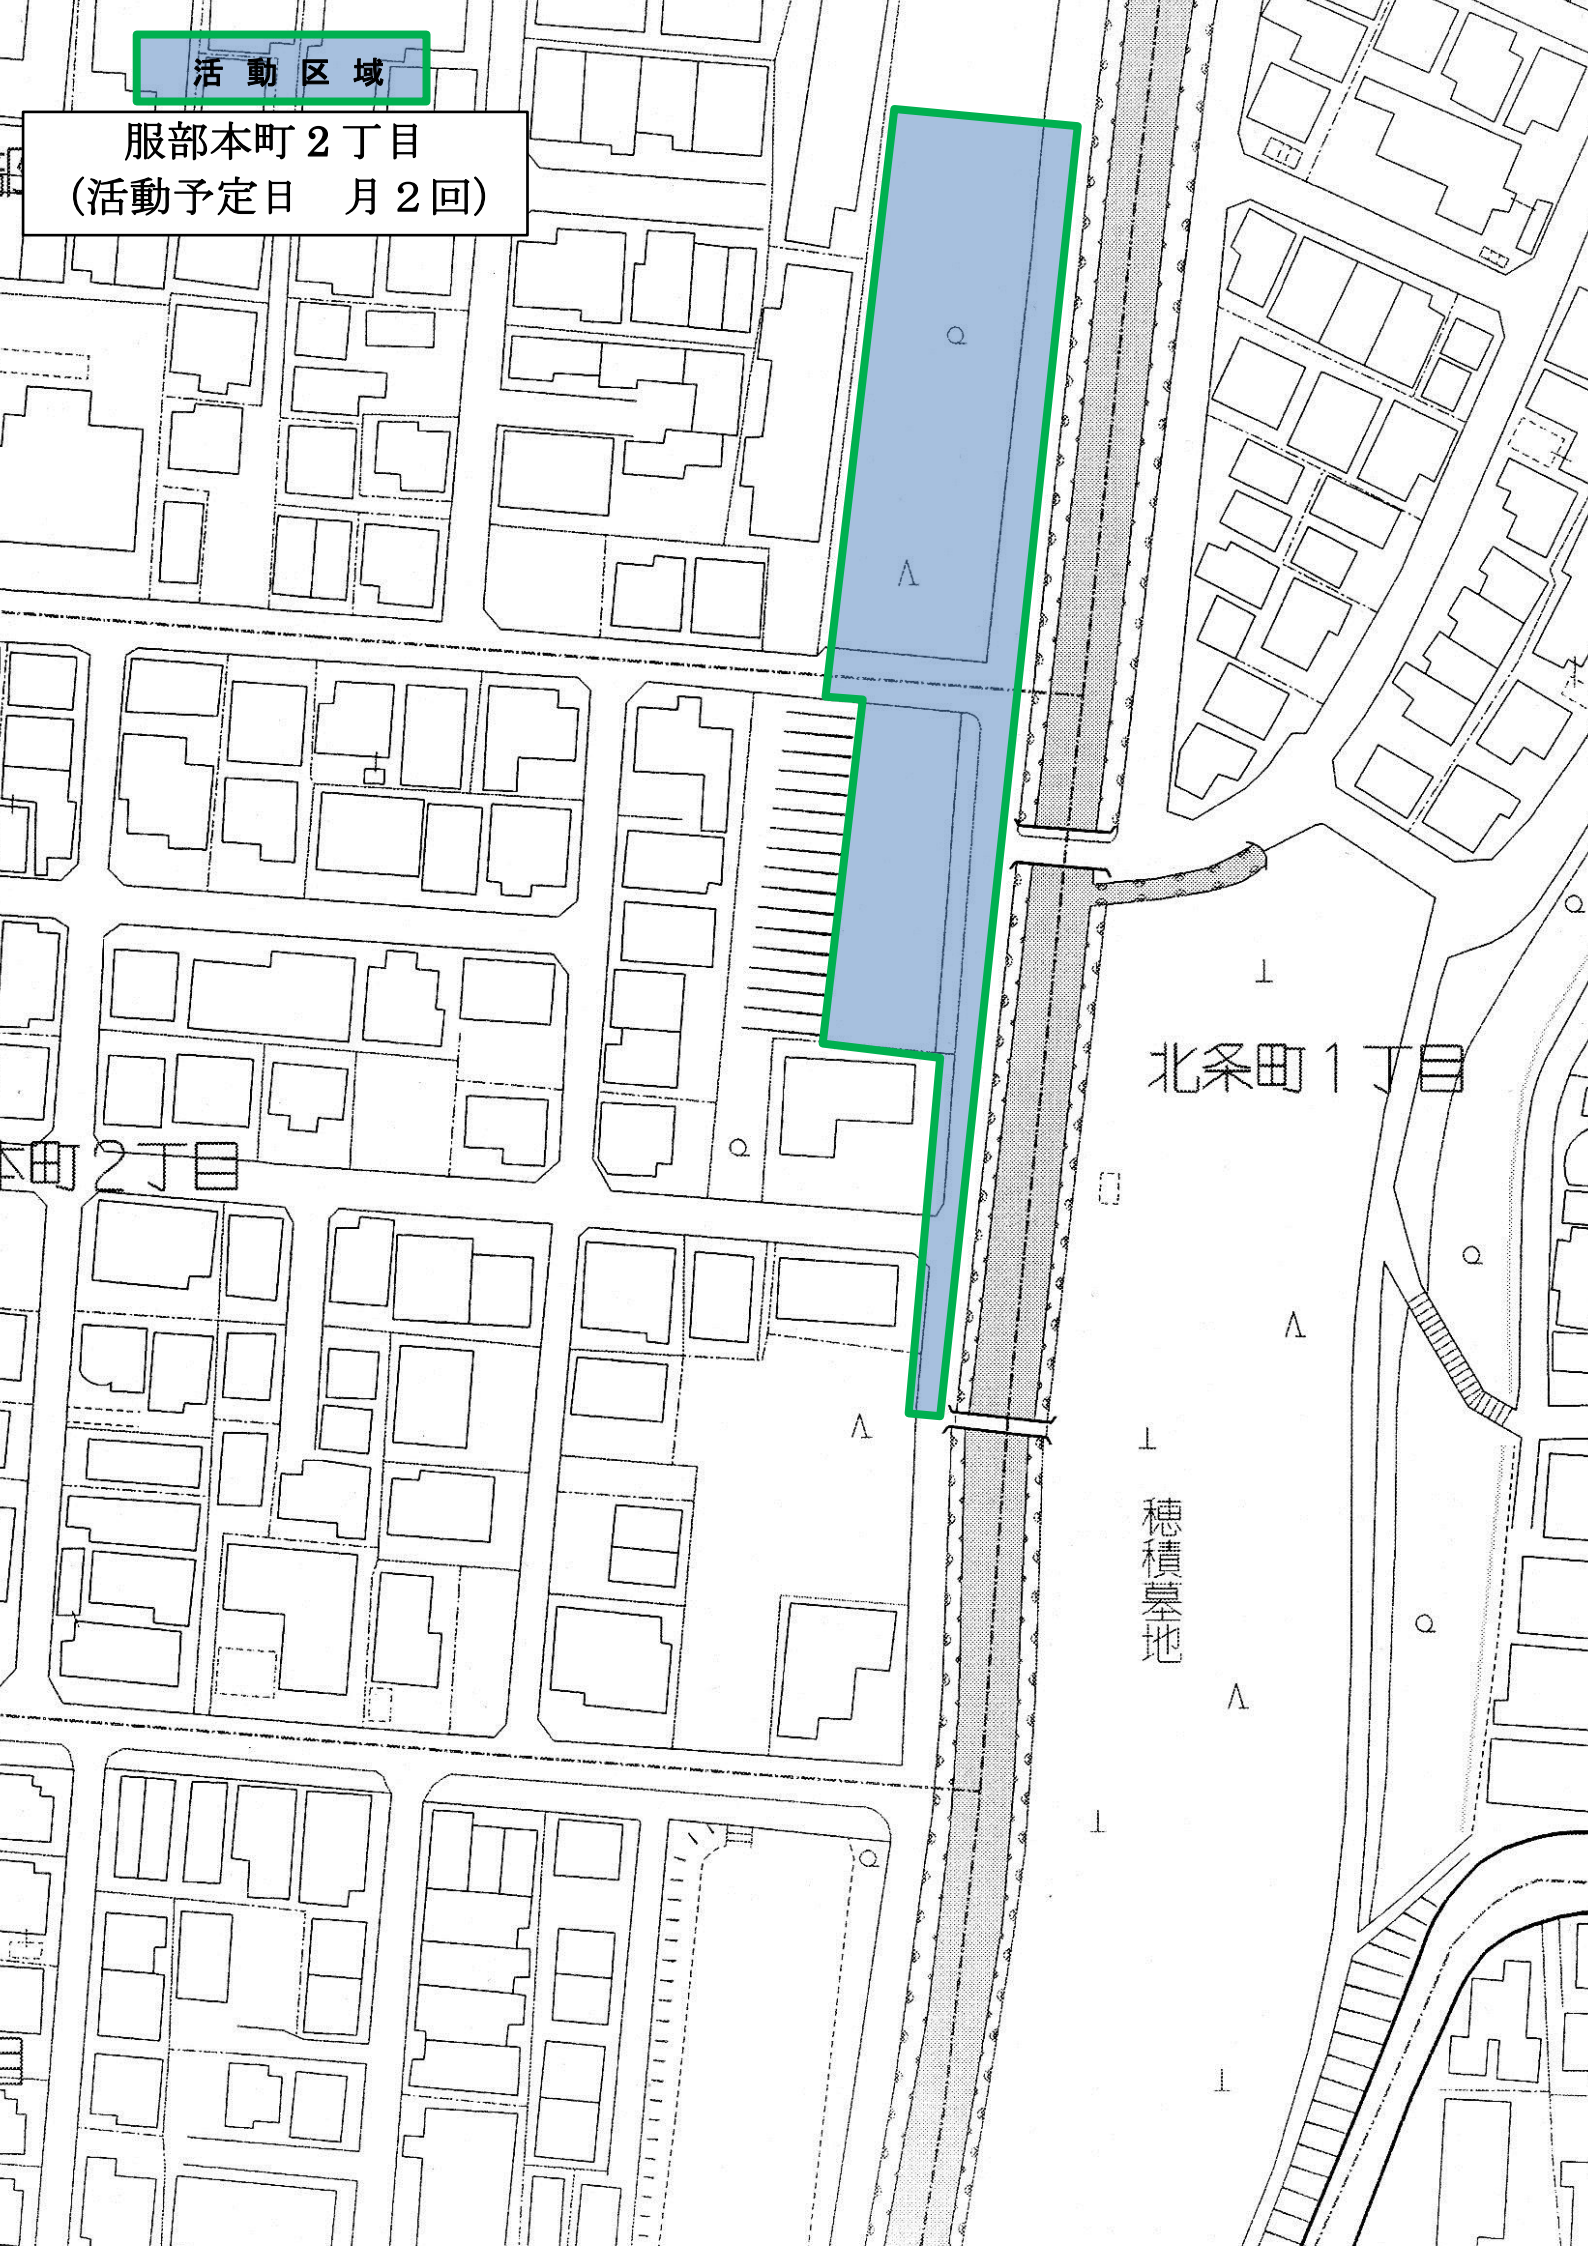 活動区域
服部本町２丁目
(活動予定日　月２回)
北条町１丁目
町２丁目
穂積墓地